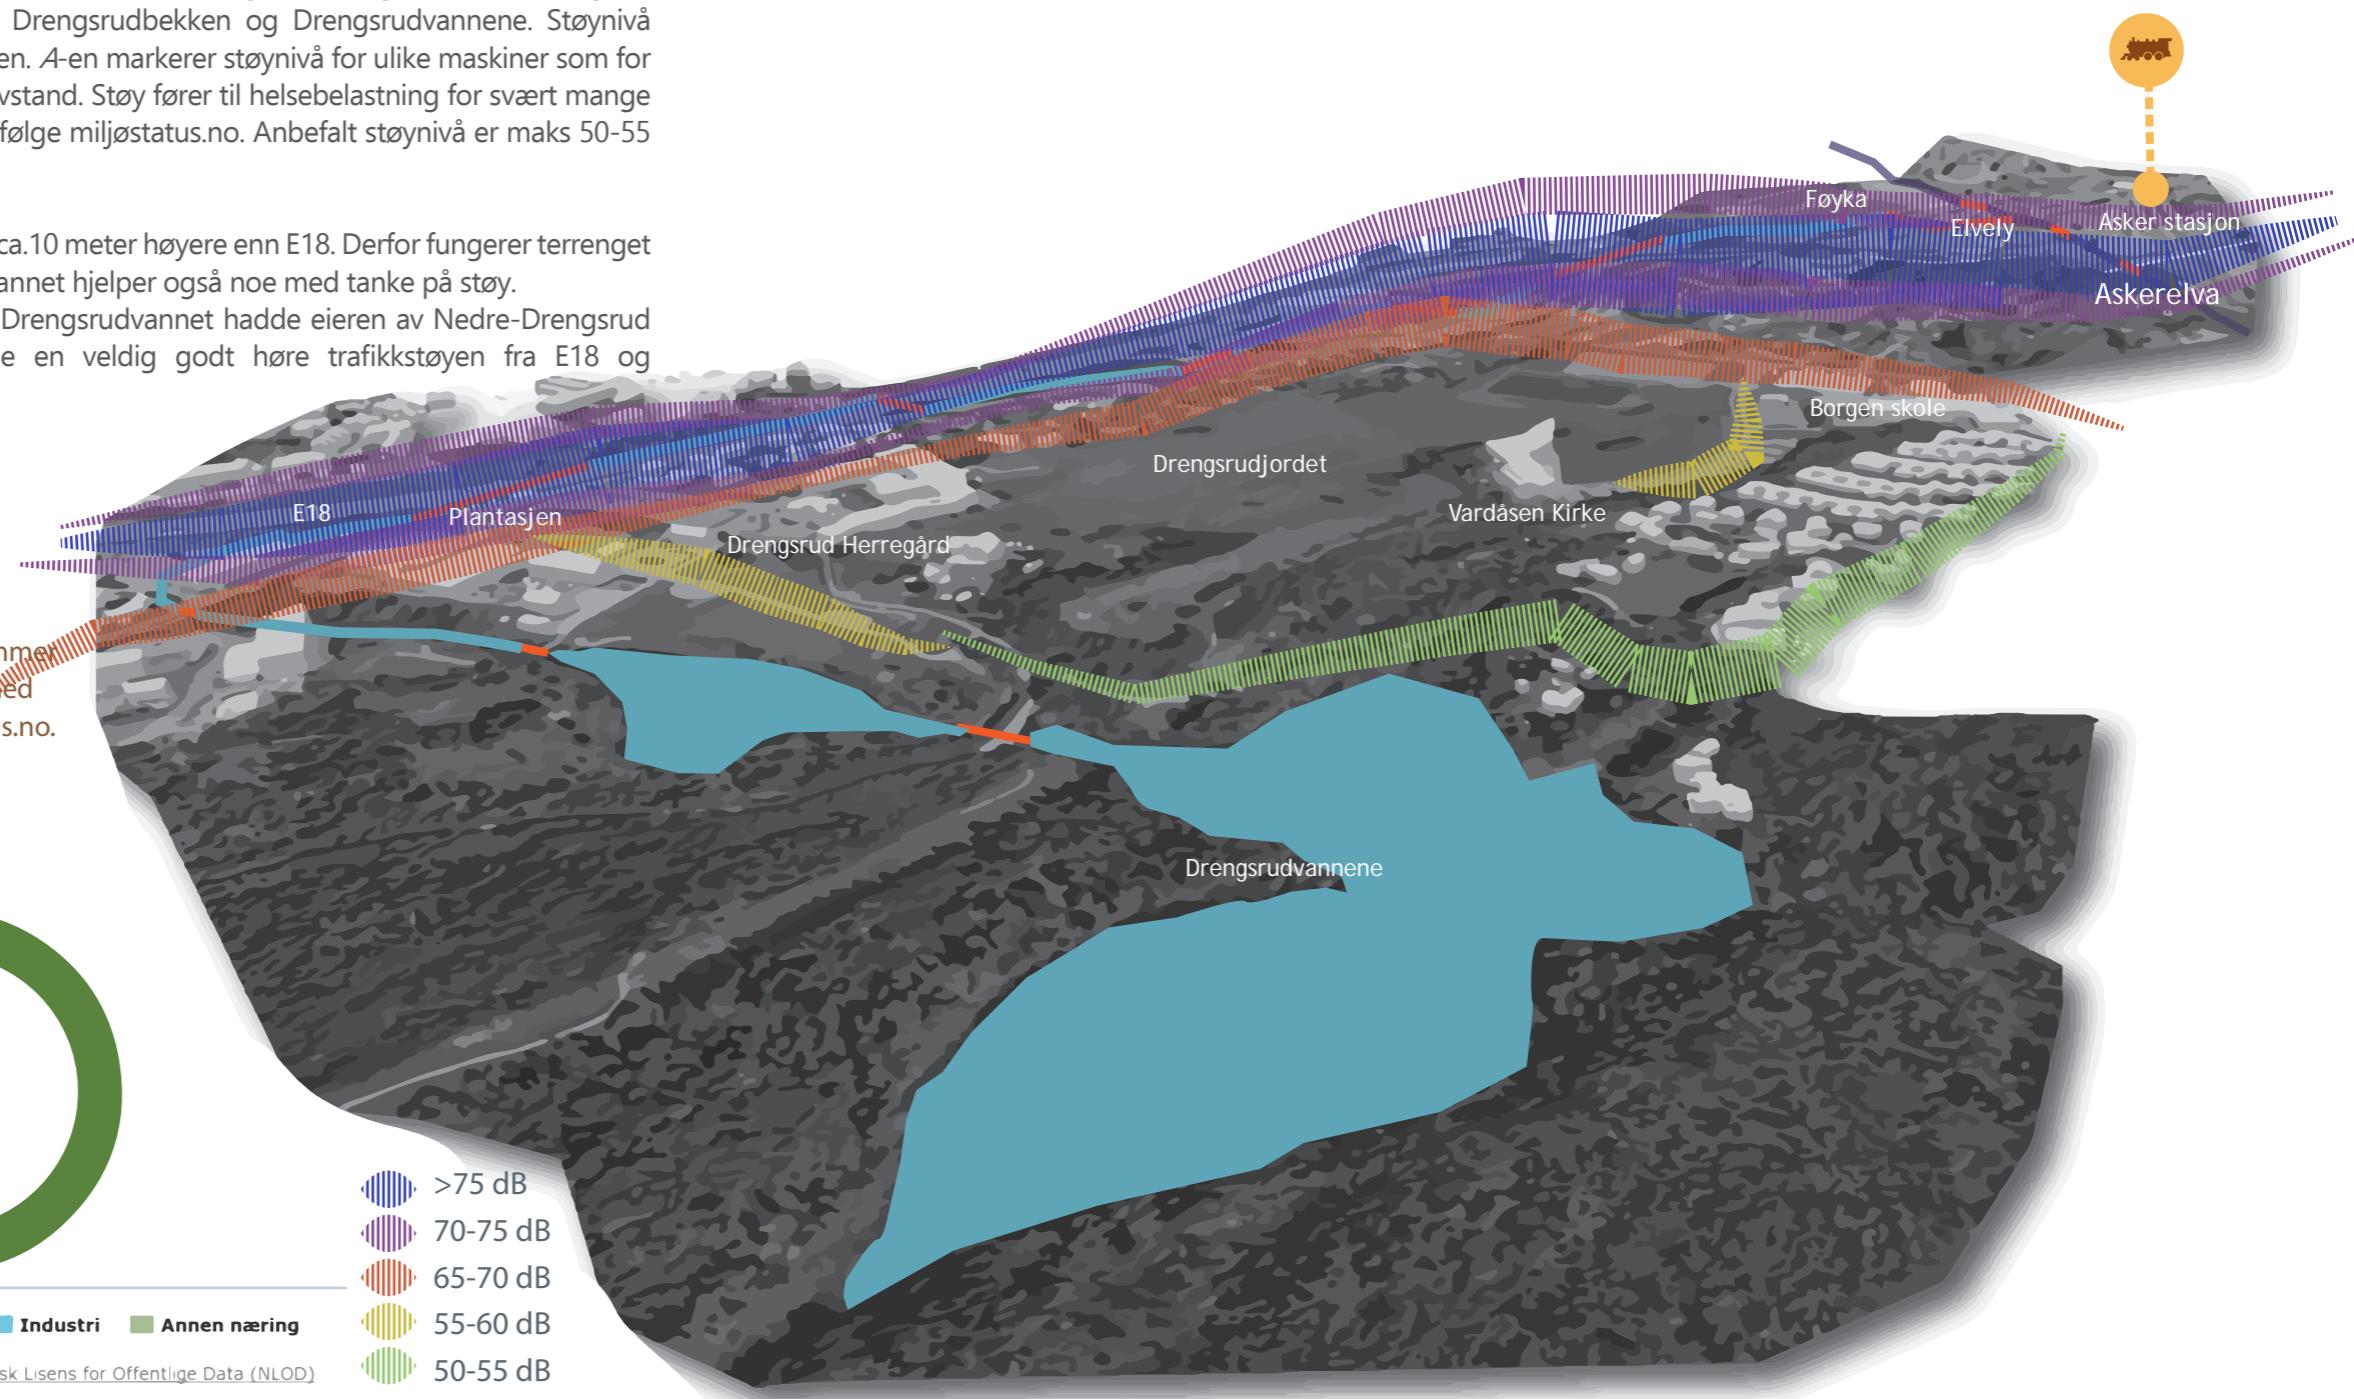 Drengsrudbekken og Drengsrudvannene. Støynivå
en. A-en markerer støynivå for ulike maskiner som for
vstand. Støy fører til helsebelastning for svært mange
følge miljøstatus.no. Anbefalt støynivå er maks 50-55
ca.10 meter høyere enn E18. Derfor fungerer terrenget
annet hjelper også noe med tanke på støy.
Drengsrudvannet hadde eieren av Nedre-Drengsrud
e en veldig godt høre trafikkstøyen fra E18 og
Føyka
Elvely
Asker stasjon
Askerelva
Borgen skole
Drengsrudjordet
E18
Plantasjen
Vardåsen Kirke
Drengsrud Herregård
mmer
ed
us.no.
Drengsrudvannene
>75 dB
70-75 dB
65-70 dB
55-60 dB
50-55 dB
Industri Annen næring
sk Lisens for Offentlige Data (NLOD)